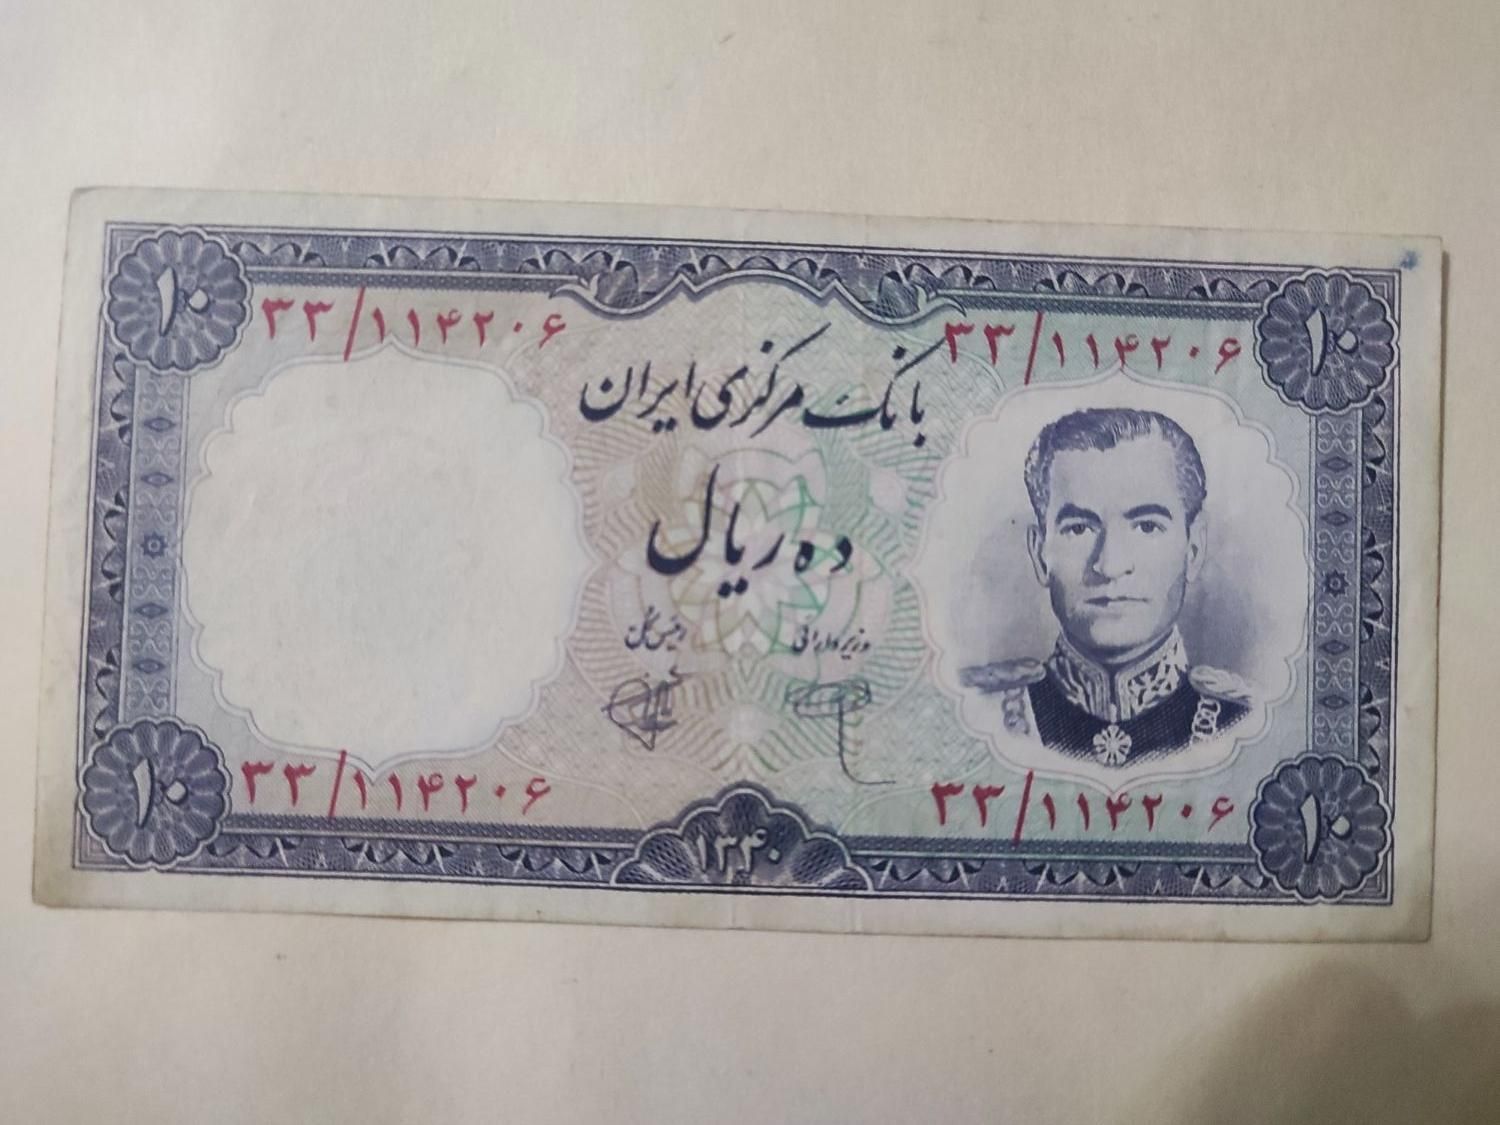 ۱۰ ۱۰
۳۳/۱۱۴۲۰۶ ۳۳/۱۱۴۲۰۶
بانک مرکزی ایران
ده ریال
وزیر دارائی رئیس کل
۳۳/۱۱۴۲۰۶ ۳۳/۱۱۴۲۰۶
۱۰ ۱۰
۱۳۴۰